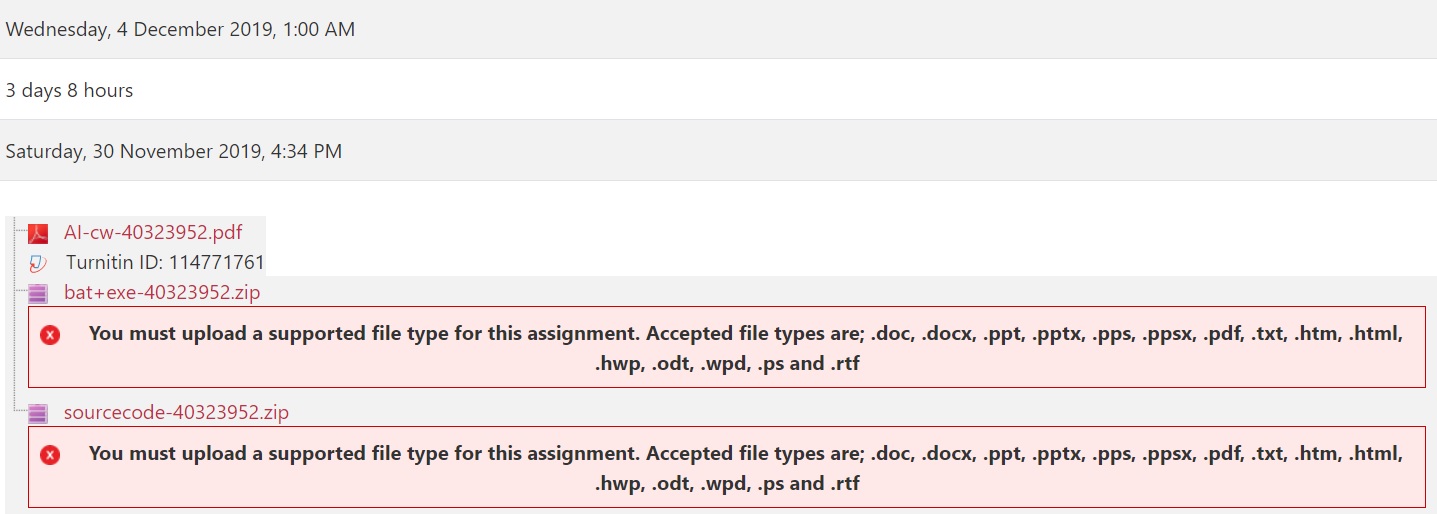 Wednesday, 4 December 2019, 1:00 AM
3 days 8 hours
Saturday, 30 November 2019, 4:34 PM
AI-cw-40323952.pdf
Turnitin ID: 114771761
bat+exe-40323952.zip
You must upload a supported file type for this assignment. Accepted file types are; .doc, .docx, .ppt, .pptx, .pps, .ppsx, .pdf, .txt, .htm, .html,
.hwp, .odt, .wpd, .ps and .rtf
sourcecode-40323952.zip
You must upload a supported file type for this assignment. Accepted file types are; .doc, .docx, .ppt, .pptx, .pps, .ppsx, .pdf, .txt, .htm, .html,
.hwp, .odt, .wpd, .ps and .rtf